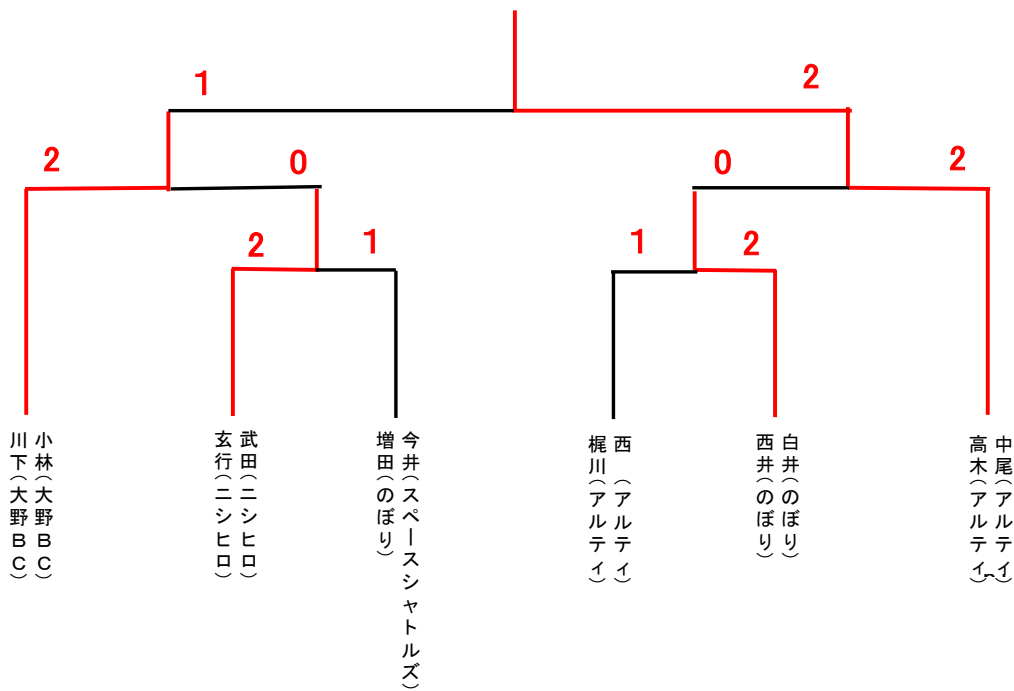 1
2
2
0
0
2
2
1
1
2
小林(大野BC)
川下(大野BC)
武田(ニシヒロ)
玄行(ニシヒロ)
今井(スペースシャトルズ)
増田(のぼり)
西　(アルティ)
梶川(アルティ)
白井(のぼり)
西井(のぼり)
中尾(アルティ)
高木(アルティ)